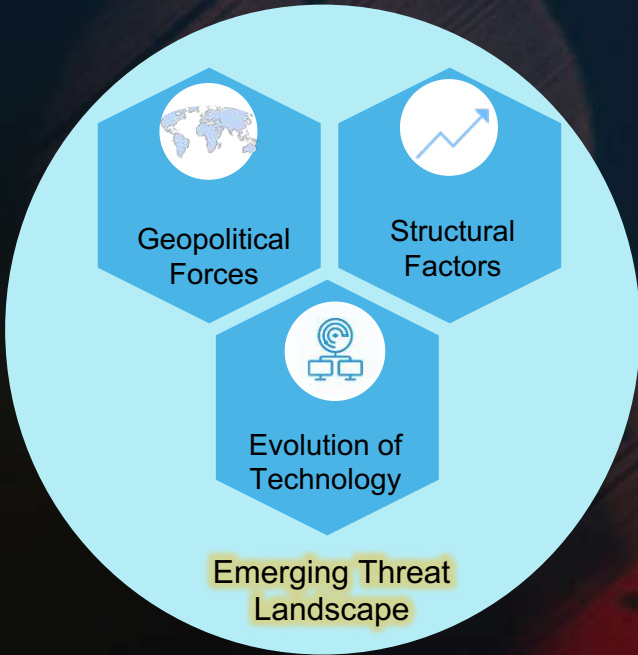 Geopolitical
Forces
Structural
Factors
Evolution of
Technology
Emerging Threat
Landscape